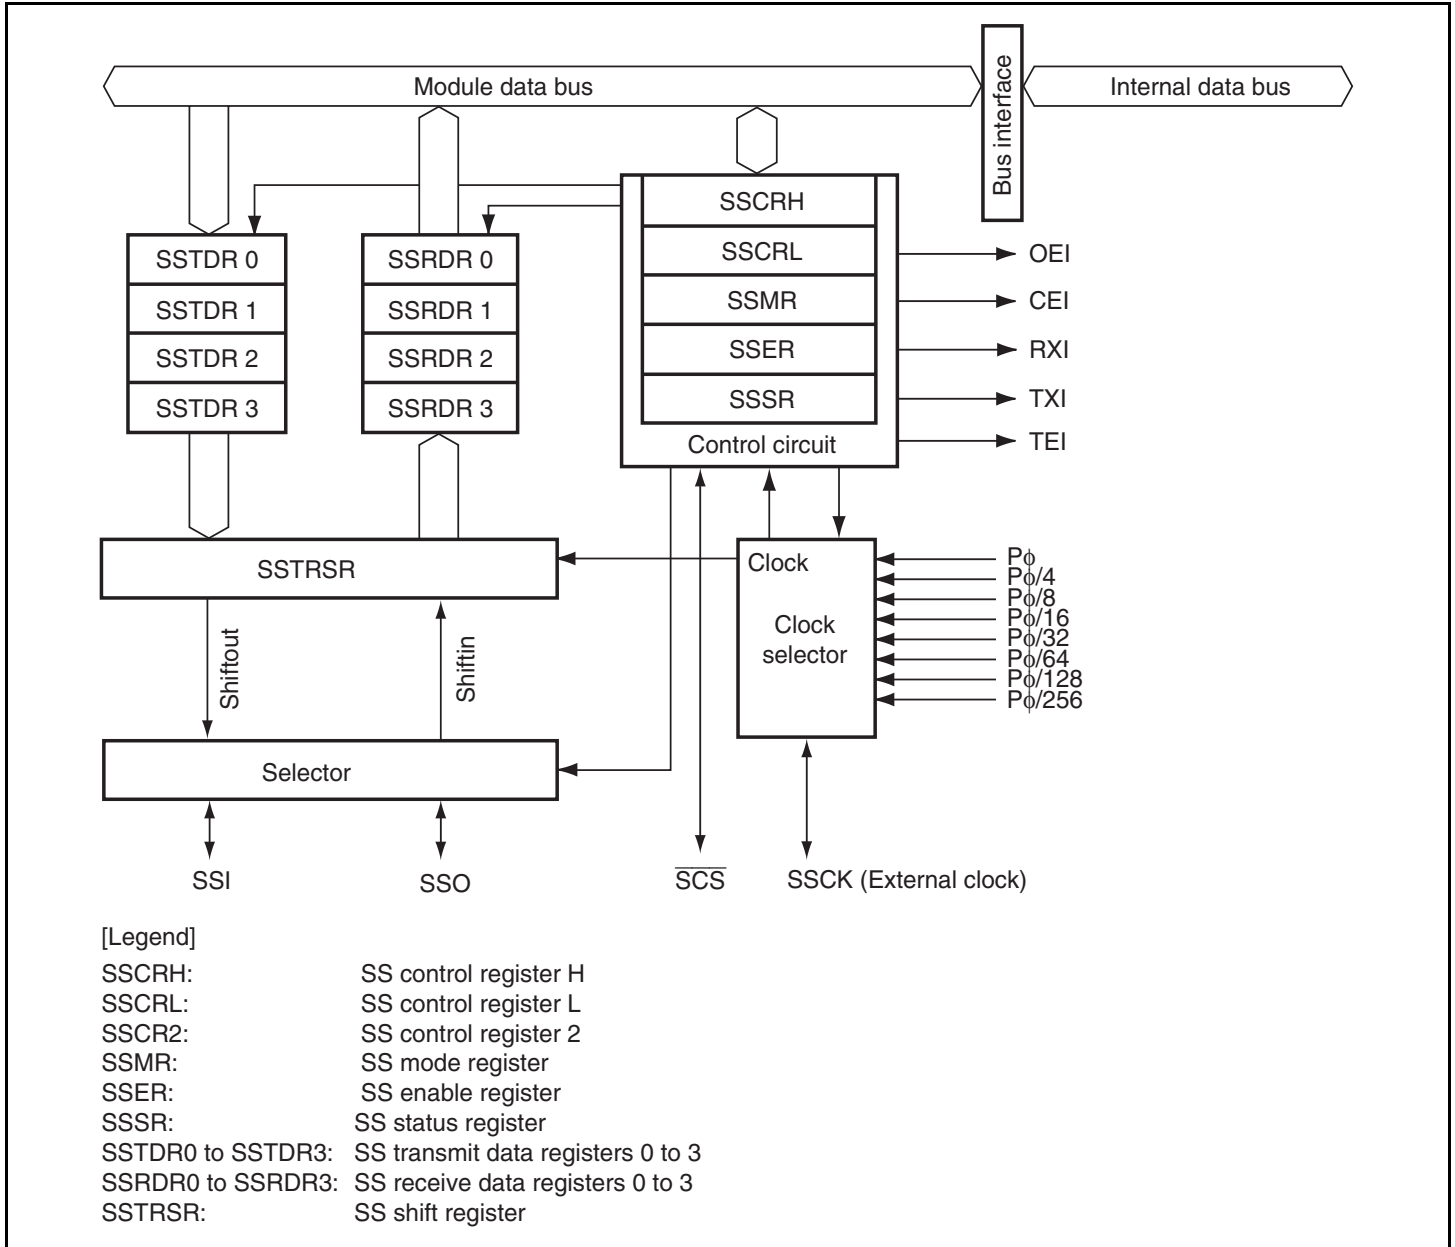 Module data bus
Bus interface
Internal data bus
SSCRH
SSCRL
SSMR
SSER
SSSR
Control circuit
SSTDR 0
SSTDR 1
SSTDR 2
SSTDR 3
SSRDR 0
SSRDR 1
SSRDR 2
SSRDR 3
OEI
CEI
RXI
TXI
TEI
SSTRSR
Clock
Clock
selector
Pϕ
Pϕ/4
Pϕ/8
Pϕ/16
Pϕ/32
Pϕ/64
Pϕ/128
Pϕ/256
Shiftout
Shiftin
Selector
SSI
SSO
S̅C̅S̅
SSCK (External clock)
[Legend]
SSCRH: SS control register H
SSCRL: SS control register L
SSCR2: SS control register 2
SSMR: SS mode register
SSER: SS enable register
SSSR: SS status register
SSTDR0 to SSTDR3: SS transmit data registers 0 to 3
SSRDR0 to SSRDR3: SS receive data registers 0 to 3
SSTRSR: SS shift register